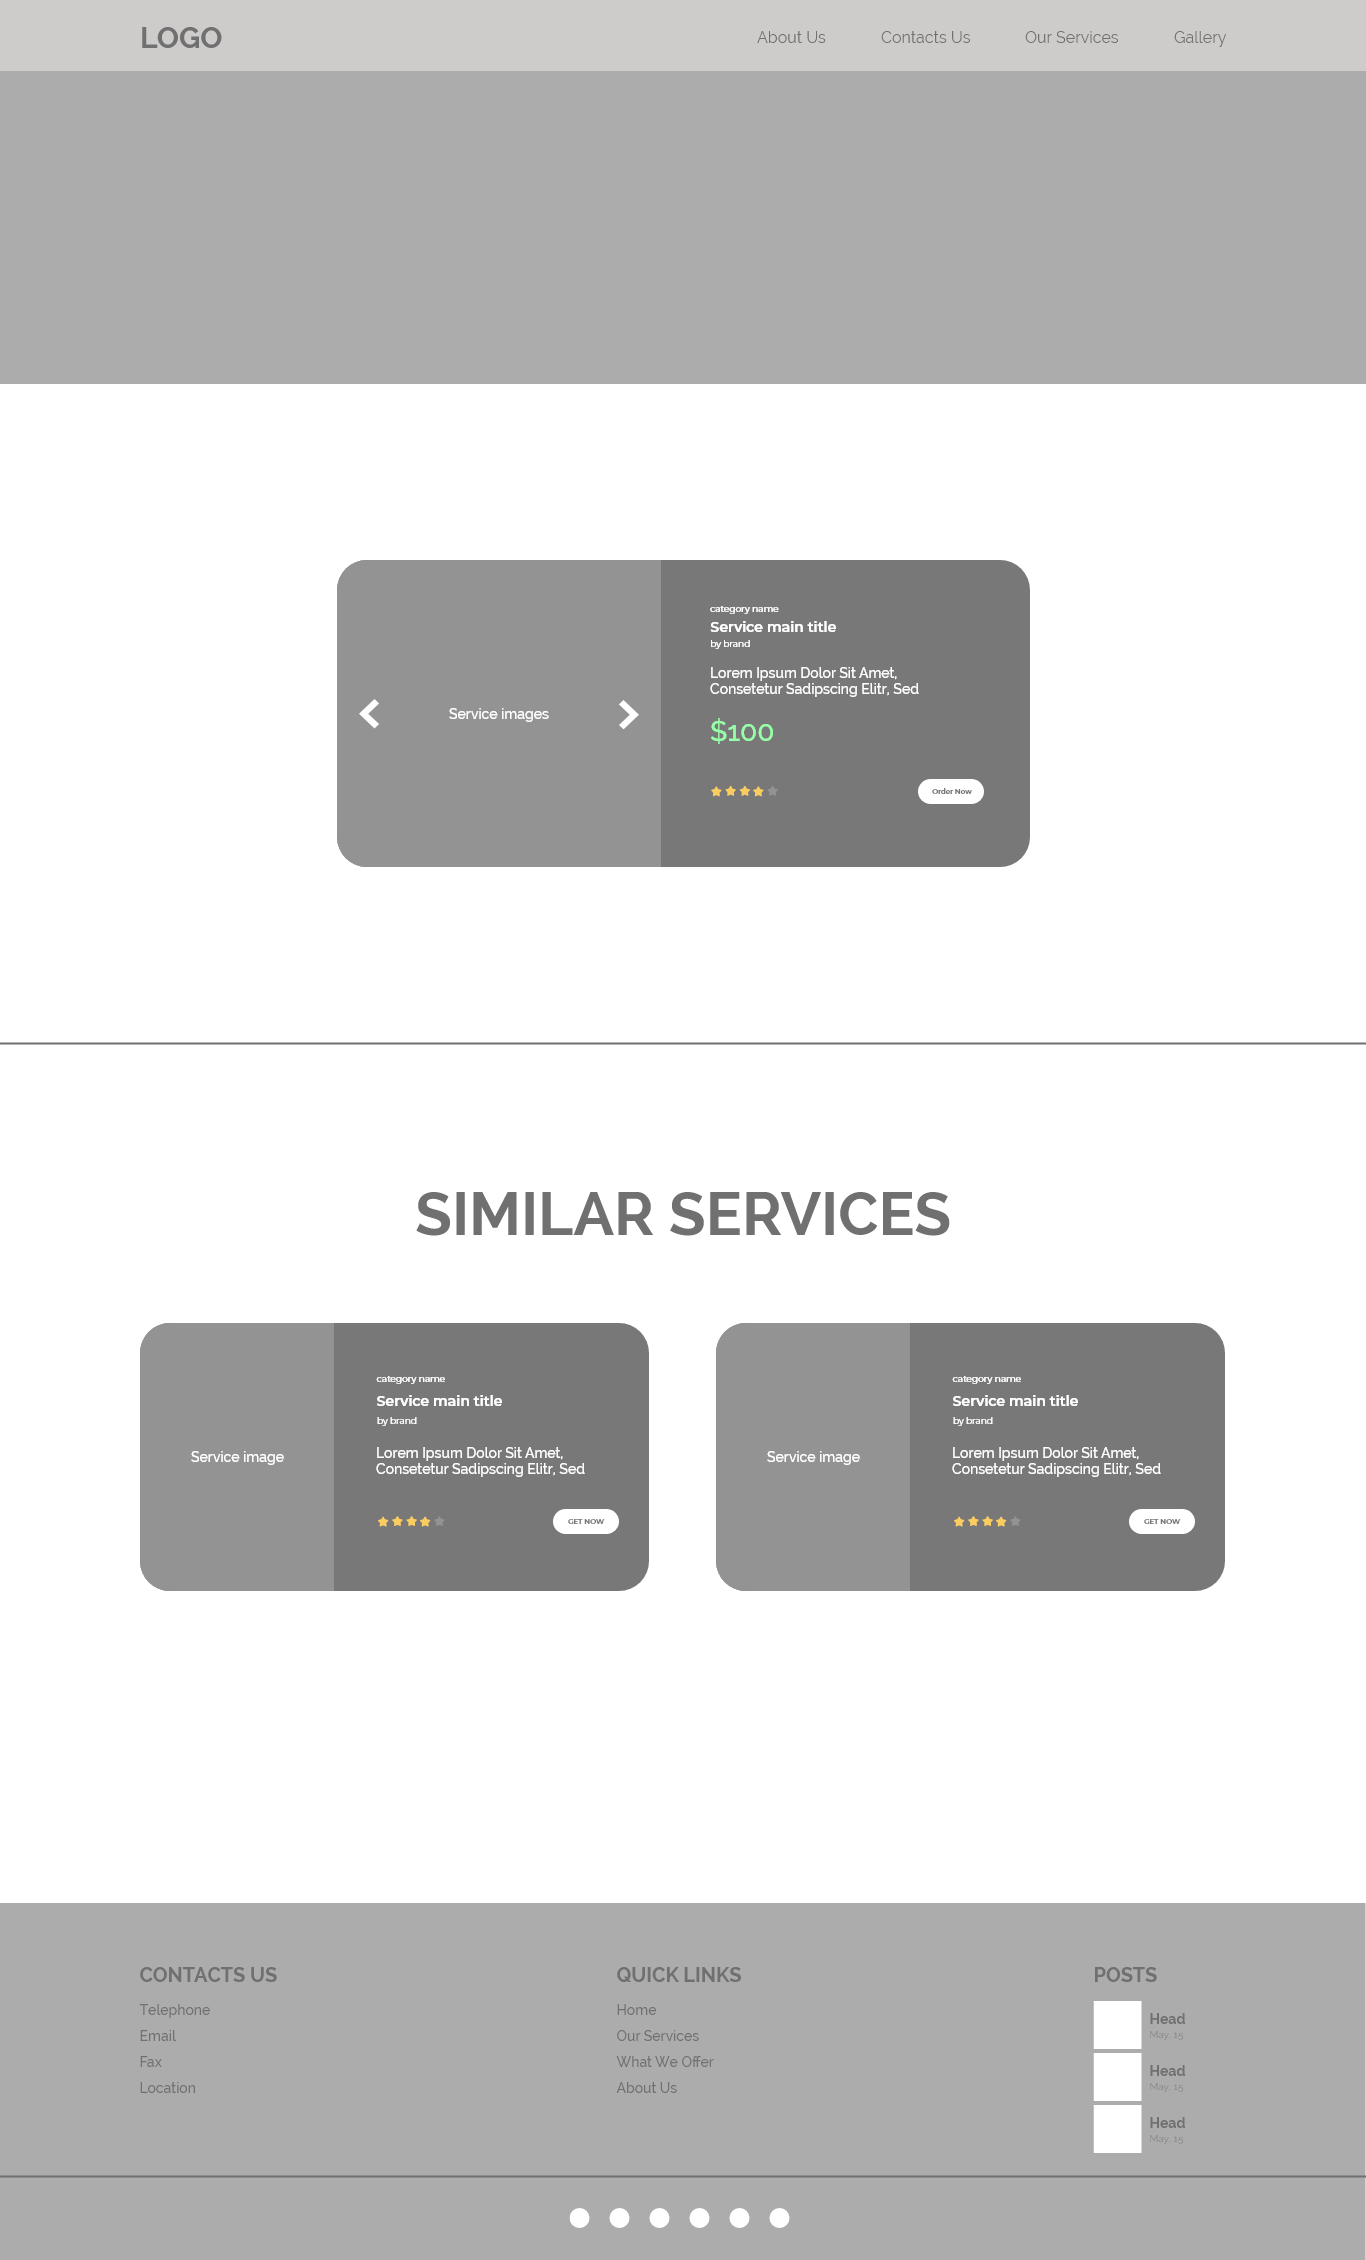 LOGO
About Us
Contacts Us
Our Services
Gallery
Service images
category name
Service main title
by brand
Lorem Ipsum Dolor Sit Amet,
Consetetur Sadipscing Elitr, Sed
$100
Order Now
SIMILAR SERVICES
Service image
category name
Service main title
by brand
Lorem Ipsum Dolor Sit Amet,
Consetetur Sadipscing Elitr, Sed
GET NOW
Service image
category name
Service main title
by brand
Lorem Ipsum Dolor Sit Amet,
Consetetur Sadipscing Elitr, Sed
GET NOW
CONTACTS US
Telephone
Email
Fax
Location
QUICK LINKS
Home
Our Services
What We Offer
About Us
POSTS
Head
May, 15
Head
May, 15
Head
May, 15